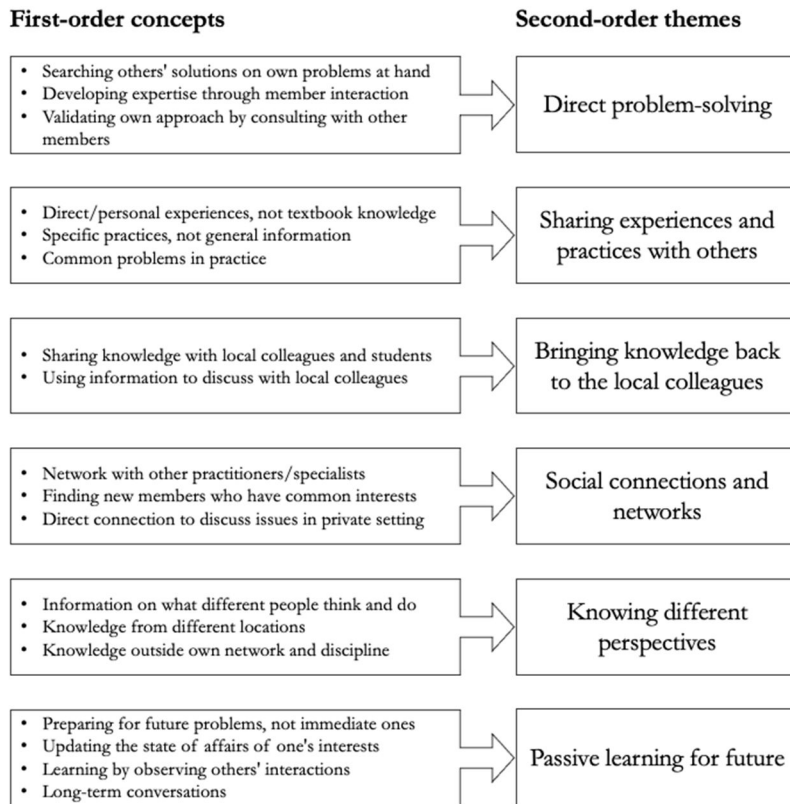 First-order concepts
Second-order themes
• Searching others' solutions on own problems at hand
• Developing expertise through member interaction
• Validating own approach by consulting with other
members
Direct problem-solving
• Direct/personal experiences, not textbook knowledge
• Specific practices, not general information
• Common problems in practice
Sharing experiences and
practices with others
• Sharing knowledge with local colleagues and students
• Using information to discuss with local colleagues
Bringing knowledge back
to the local colleagues
• Network with other practitioners/specialists
• Finding new members who have common interests
• Direct connection to discuss issues in private setting
Social connections and
networks
• Information on what different people think and do
• Knowledge from different locations
• Knowledge outside own network and discipline
Knowing different
perspectives
• Preparing for future problems, not immediate ones
• Updating the state of affairs of one's interests
• Learning by observing others' interactions
• Long-term conversations
Passive learning for future